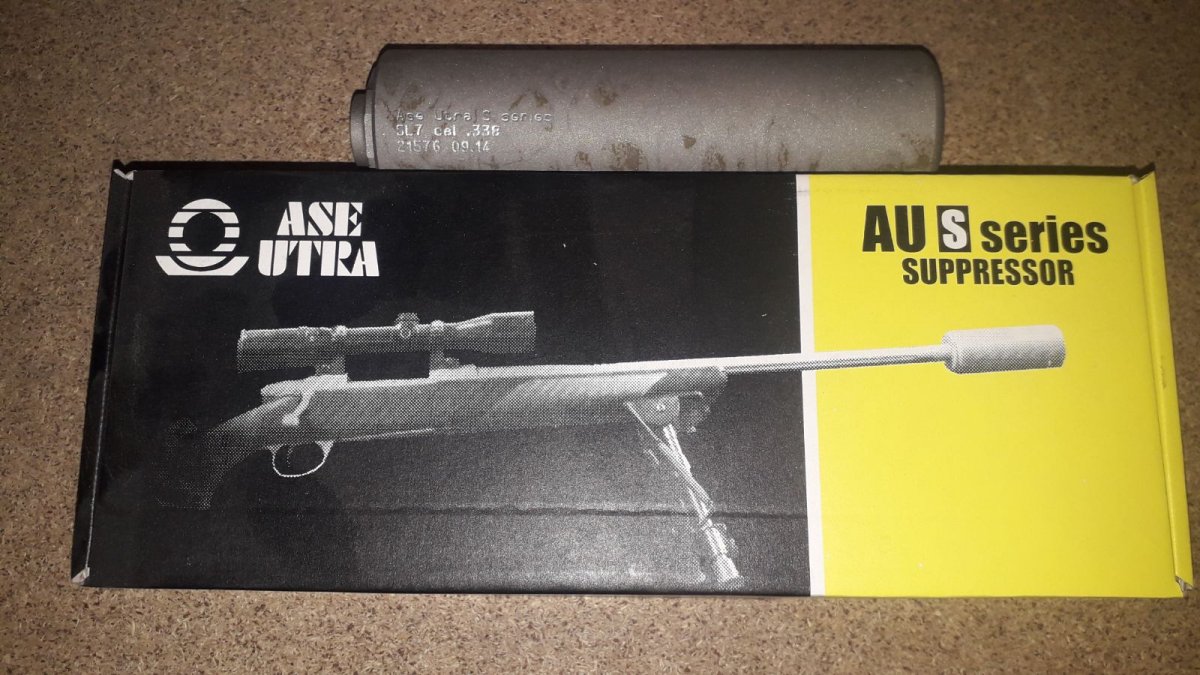 Ase Utra S series
SL7 cal .338
21576 09.14
ASE
UTRA
AU S series
SUPPRESSOR